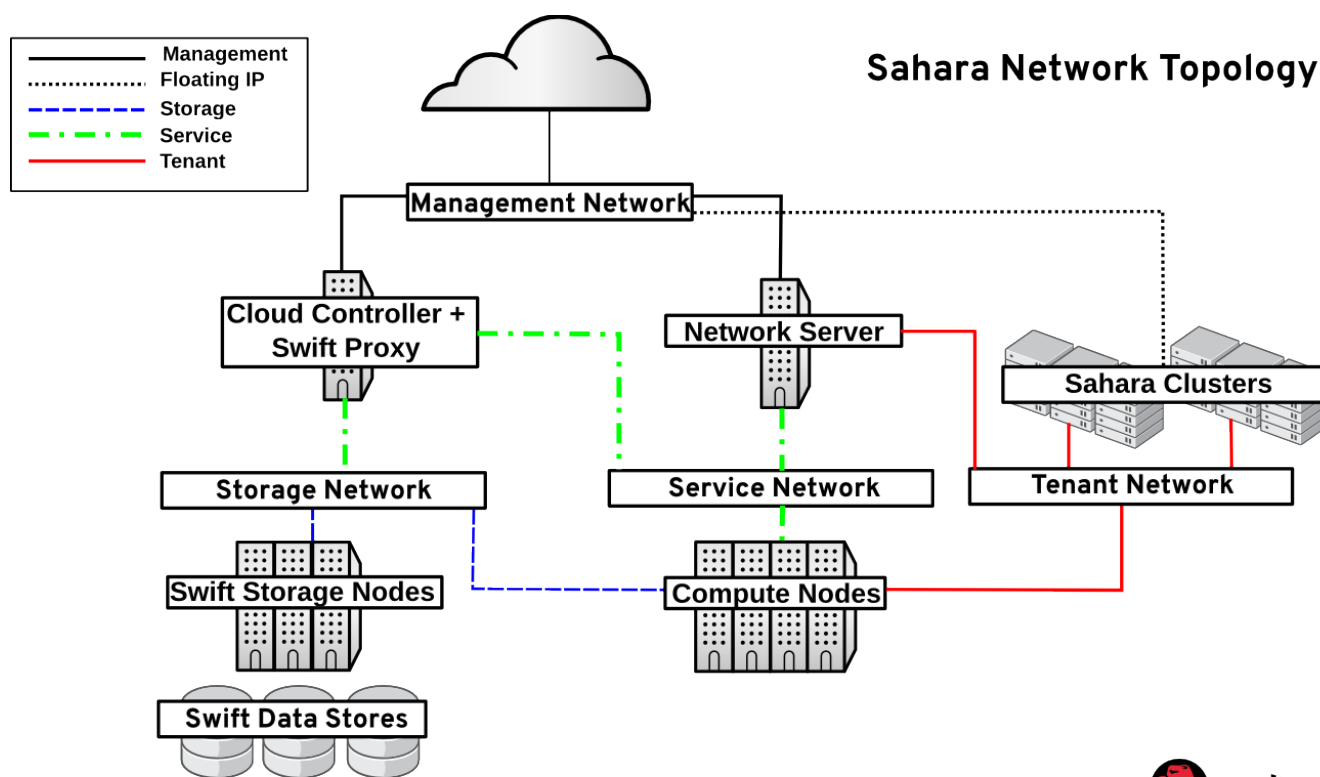 Management
Floating IP
Storage
Service
Tenant
Sahara Network Topology
Management Network
Cloud Controller +
Swift Proxy
Network Server
Sahara Clusters
Storage Network
Service Network
Tenant Network
Swift Storage Nodes
Compute Nodes
Swift Data Stores